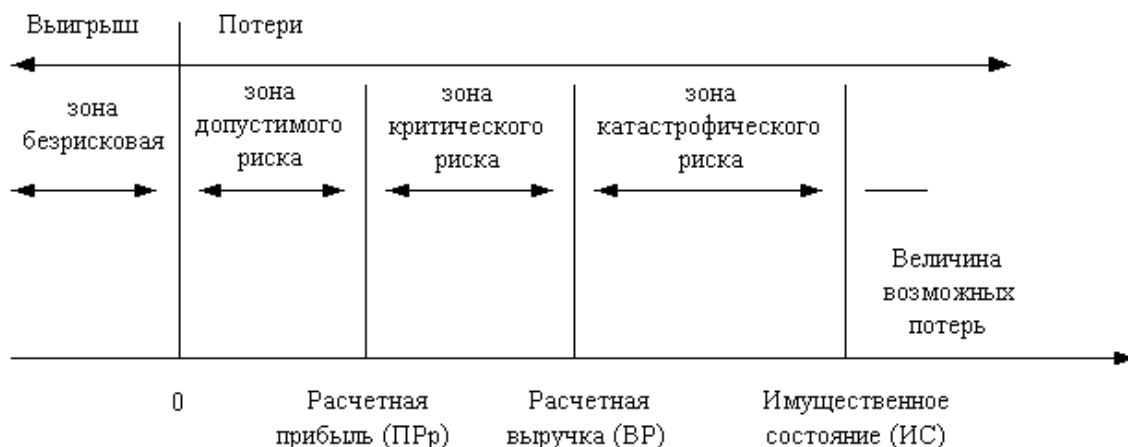 Выигрыш
Потери
зона
безрисковая
зона
допустимого
риска
зона
критического
риска
зона
катастрофического
риска
Величина
возможных
потерь
0
Расчетная
прибыль (ПРр)
Расчетная
выручка (ВР)
Имущественное
состояние (ИС)